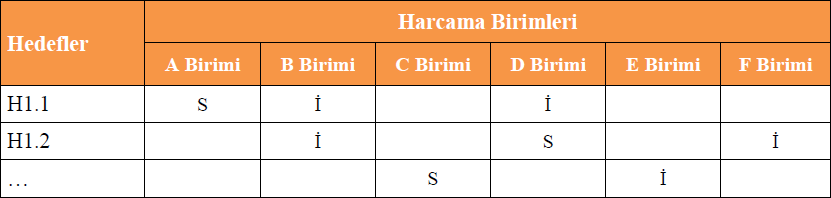 Hedefler Harcama Birimleri
A Birimi B Birimi C Birimi D Birimi E Birimi F Birimi
H1.1 S İ İ
H1.2 İ S İ
… S İ